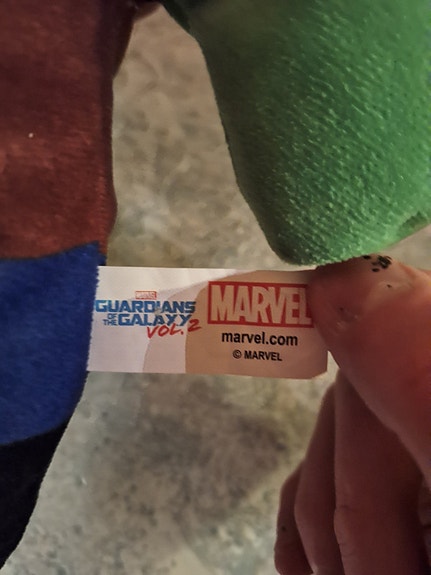 MARVEL
GUARDIANS
OF THE GALAXY
VOL. 2
MARVEL
marvel.com
© MARVEL